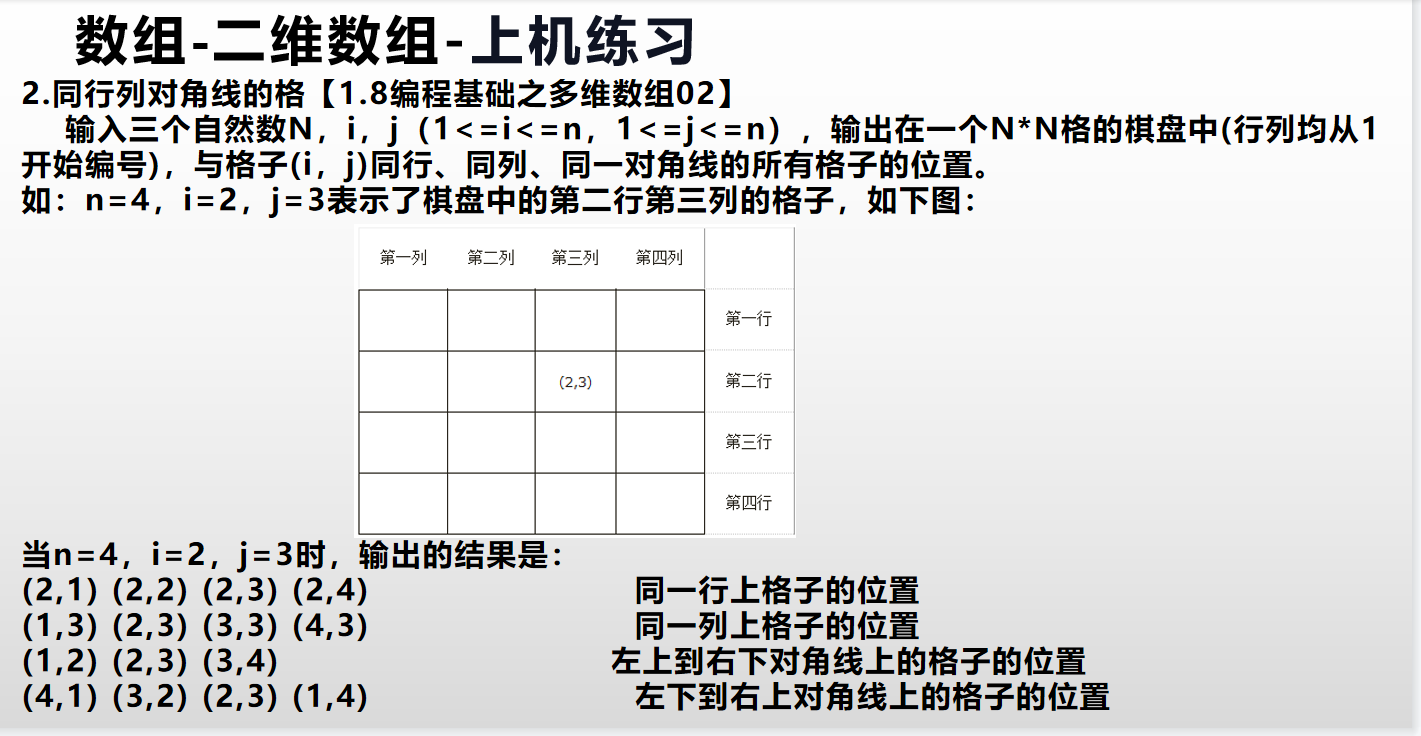 数组-二维数组-上机练习
2.同行列对角线的格【1.8编程基础之多维数组02】
输入三个自然数N，i，j（1<=i<=n，1<=j<=n），输出在一个N*N格的棋盘中(行列均从1
开始编号)，与格子(i，j)同行、同列、同一对角线的所有格子的位置。
如：n=4，i=2，j=3表示了棋盘中的第二行第三列的格子，如下图：
第一列 第二列 第三列 第四列
第一行
(2,3) 第二行
第三行
第四行
当n=4，i=2，j=3时，输出的结果是：
(2,1) (2,2) (2,3) (2,4) 同一行上格子的位置
(1,3) (2,3) (3,3) (4,3) 同一列上格子的位置
(1,2) (2,3) (3,4) 左上到右下对角线上的格子的位置
(4,1) (3,2) (2,3) (1,4) 左下到右上对角线上的格子的位置